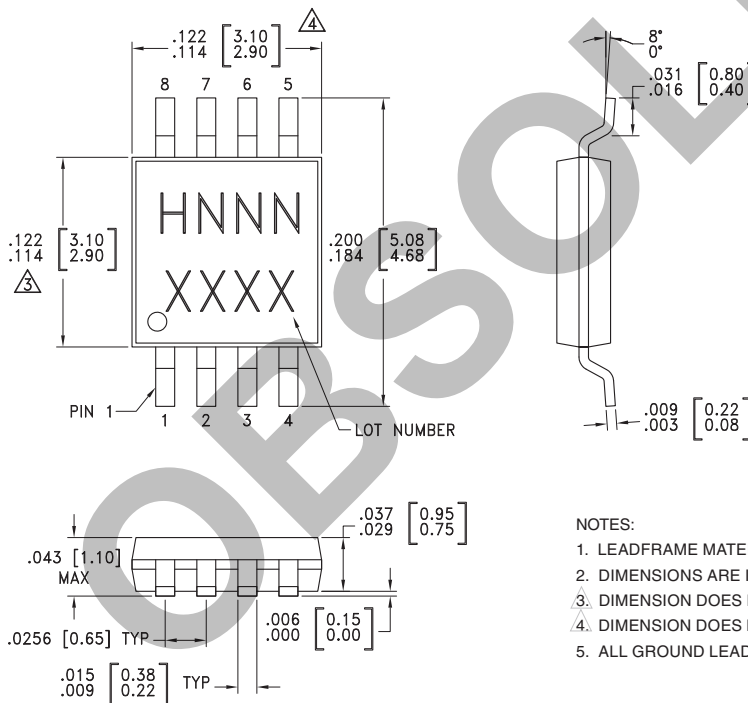 .122 [3.10]
.114 [2.90]
4
8 7 6 5
HNNN
XXXX
.122 [3.10]
.114 [2.90]
3
.200 [5.08]
.184 [4.68]
PIN 1
1 2 3 4
LOT NUMBER
8°
0°
.031 [0.80]
.016 [0.40]
.009 [0.22]
.003 [0.08]
.037 [0.95]
.029 [0.75]
.043 [1.10]
MAX
.0256 [0.65] TYP
.006 [0.15]
.000 [0.00]
.015 [0.38]
.009 [0.22]
TYP
NOTES:
1. LEADFRAME MATE
2. DIMENSIONS ARE
3. DIMENSION DOES
4. DIMENSION DOES
5. ALL GROUND LEAD
OBSOL